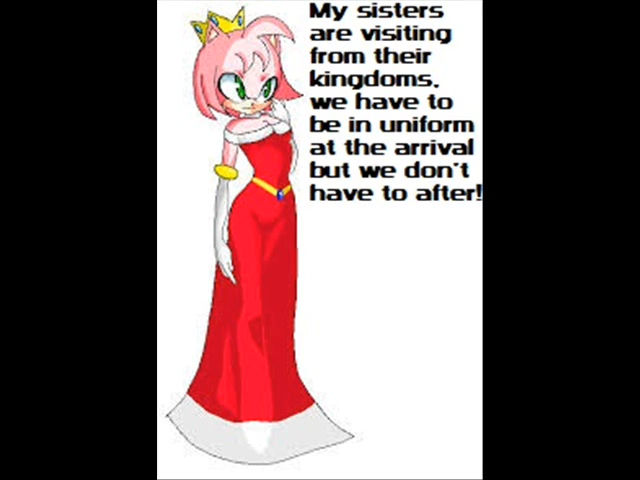 My sisters
are visiting
from their
kingdoms,
we have to
be in uniform
at the arrival
but we don't
have to after!